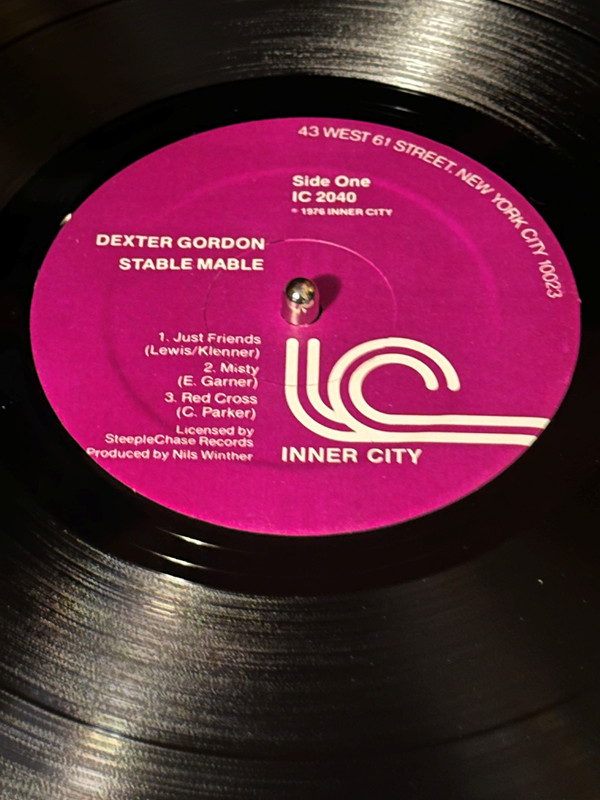 43 WEST 61 STREET, NEW YORK CITY 10023
Side One
IC 2040
℗ 1976 INNER CITY
DEXTER GORDON
STABLE MABLE
1. Just Friends
(Lewis/Klenner)
2. Misty
(E. Garner)
3. Red Cross
(C. Parker)
Licensed by
SteepleChase Records
Produced by Nils Winther
IC
INNER CITY